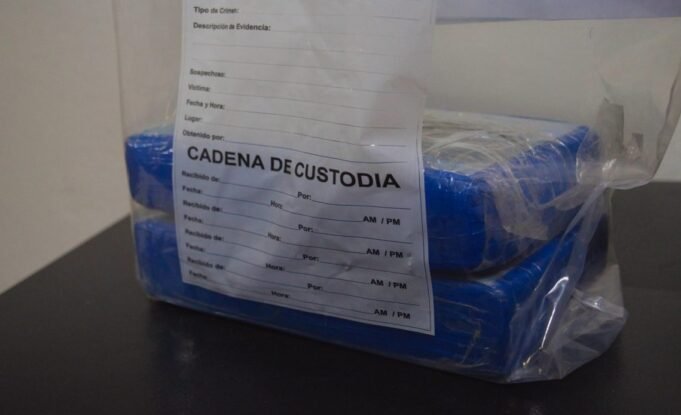 Tipo de Crimen:
Descripción de Evidencia:
Sospechoso:
Víctima:
Fecha y Hora:
Lugar:
Obtenido por:
CADENA DE CUSTODIA
Recibido de: Por:
Fecha: Hora: AM / PM
Recibido de: Por:
Fecha: Hora: AM / PM
Recibido de: Por:
Fecha: Hora: AM / PM
Recibido de: Por:
Fecha: Hora: AM / PM